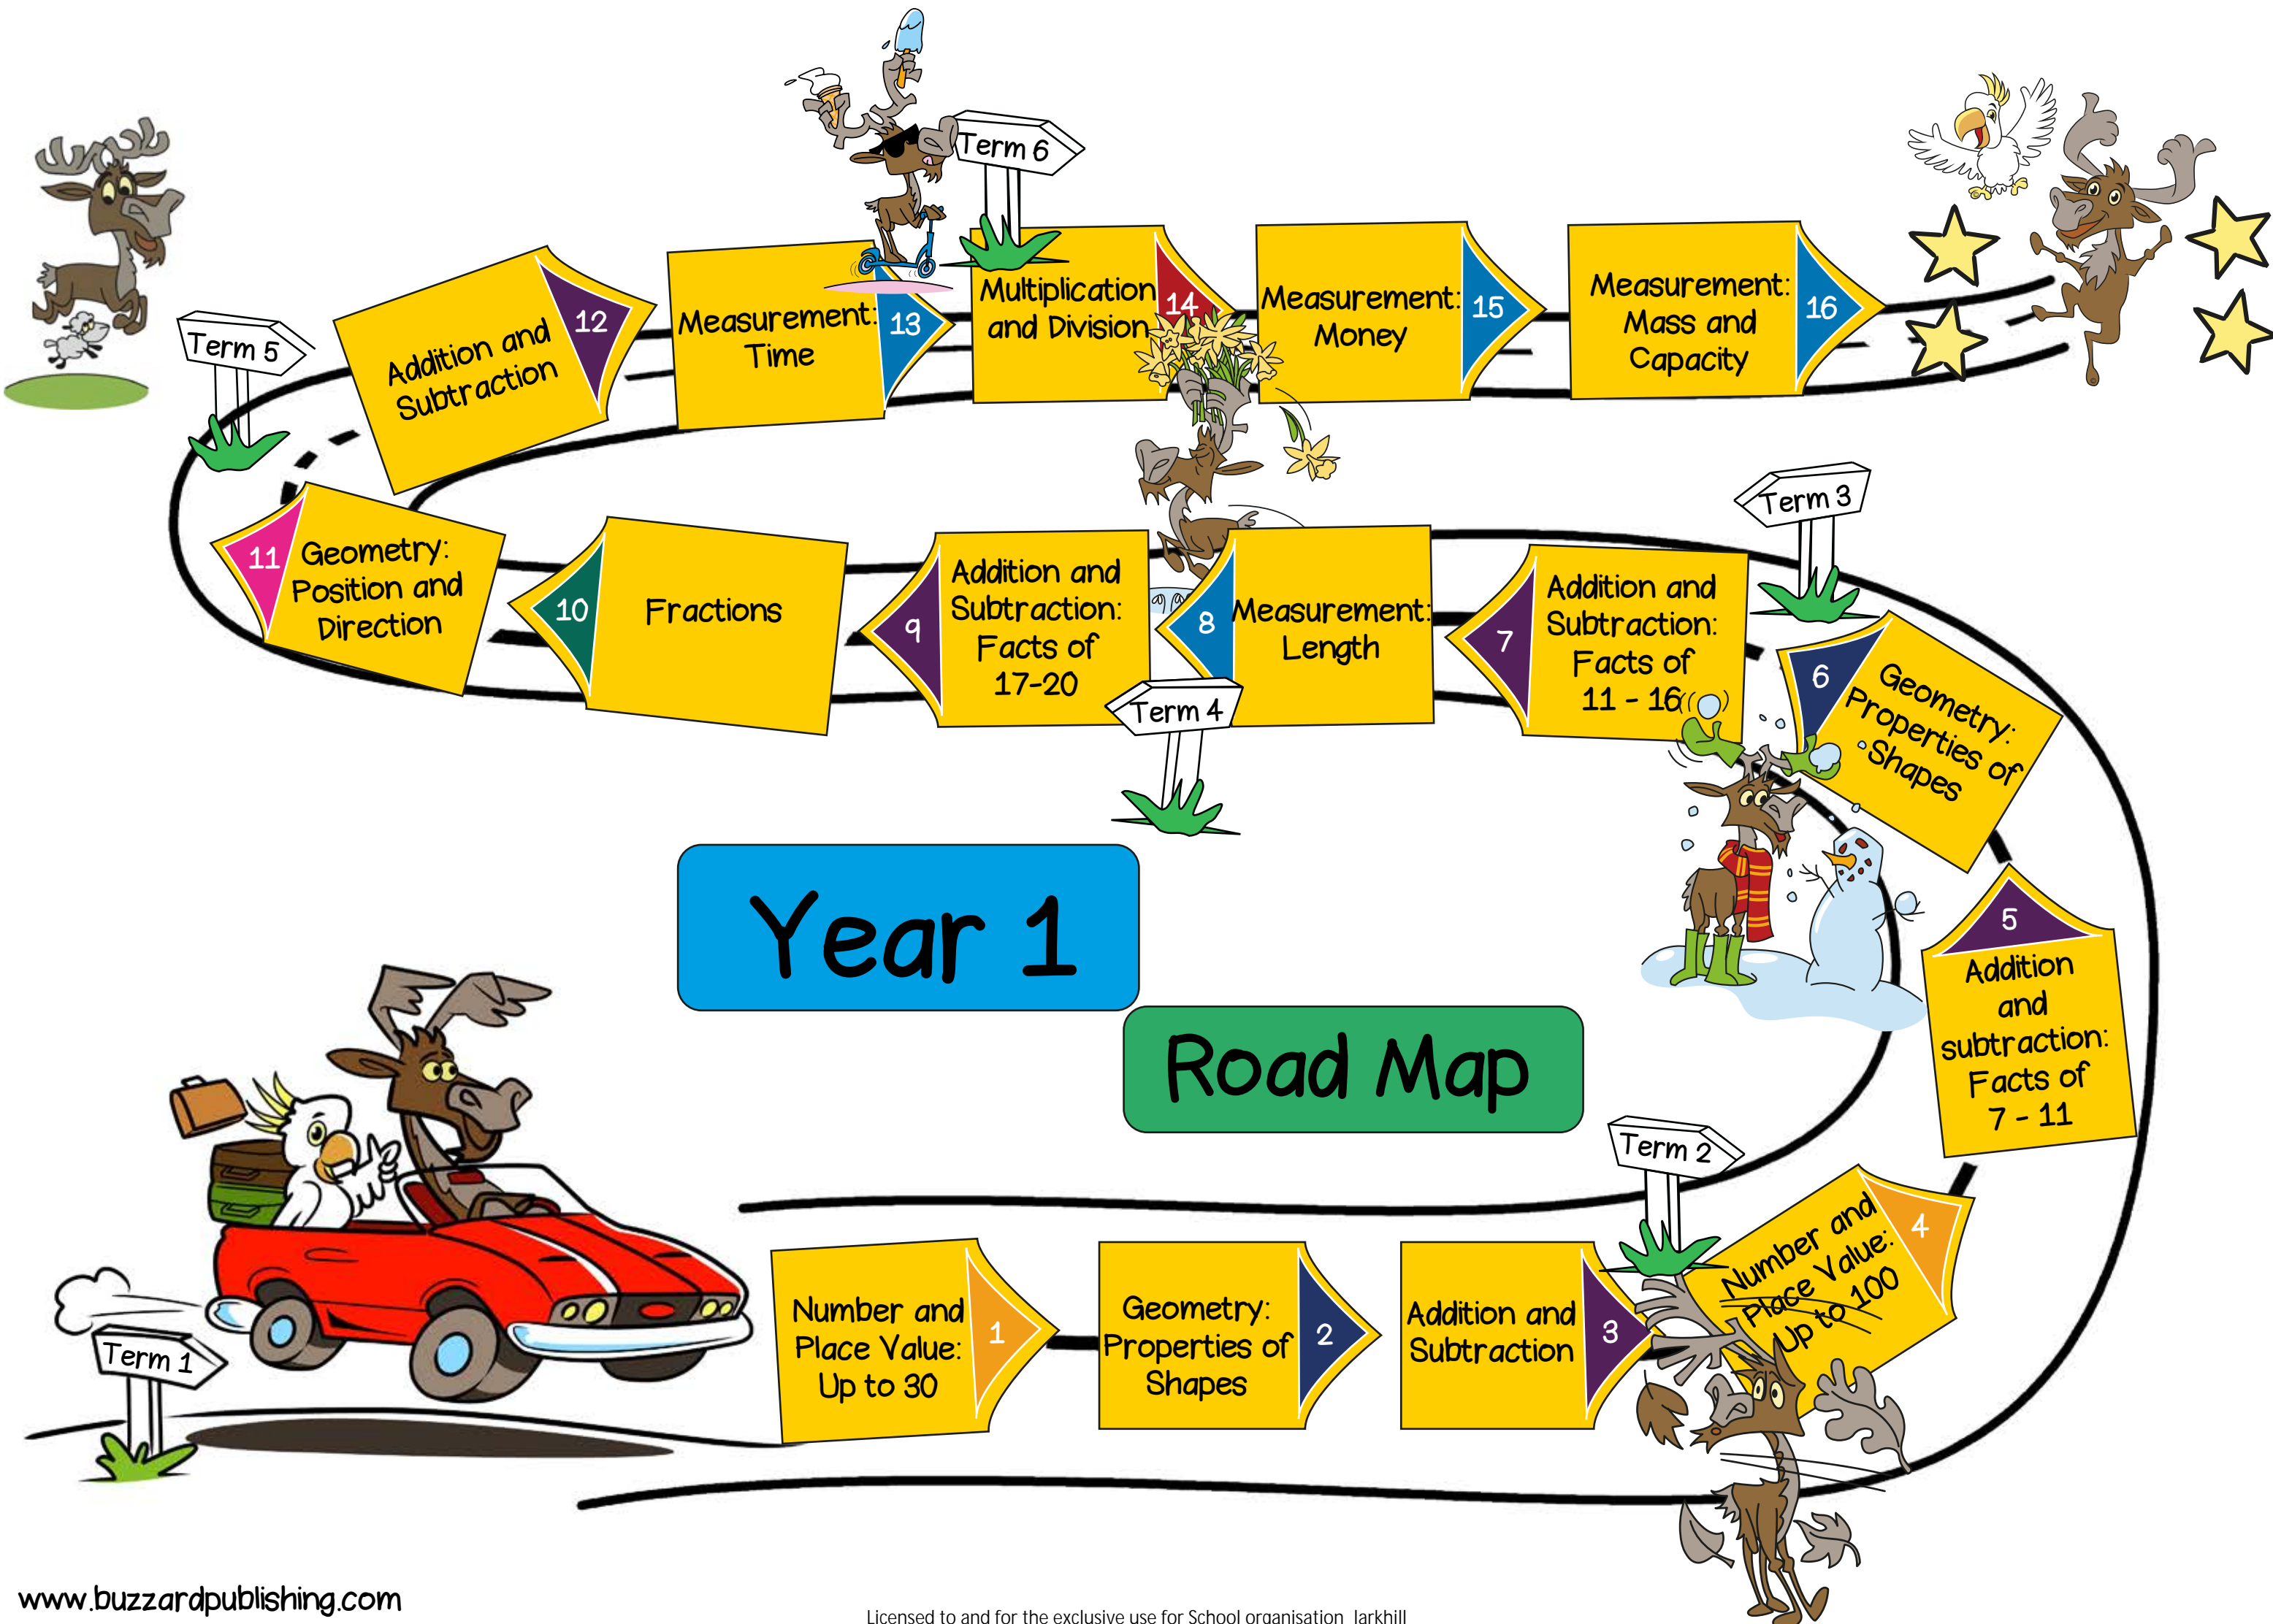 Term 1
Number and
Place Value:
Up to 30
1
Geometry:
Properties of
Shapes
2
Addition and
Subtraction
3
Term 2
Number and
Place Value:
Up to 100
4
5
Addition
and
subtraction:
Facts of
7 - 11
6
Geometry:
Properties of
Shapes
Term 3
7
Addition and
Subtraction:
Facts of
11 - 16
8
Measurement:
Length
Term 4
9
Addition and
Subtraction:
Facts of
17-20
10
Fractions
11
Geometry:
Position and
Direction
Term 5
Addition and
Subtraction
12
Measurement:
Time
13
Term 6
Multiplication
and Division
14
Measurement:
Money
15
Measurement:
Mass and
Capacity
16
Year 1
Road Map
www.buzzardpublishing.com
Licensed to and for the exclusive use for School organisation Jarkhill